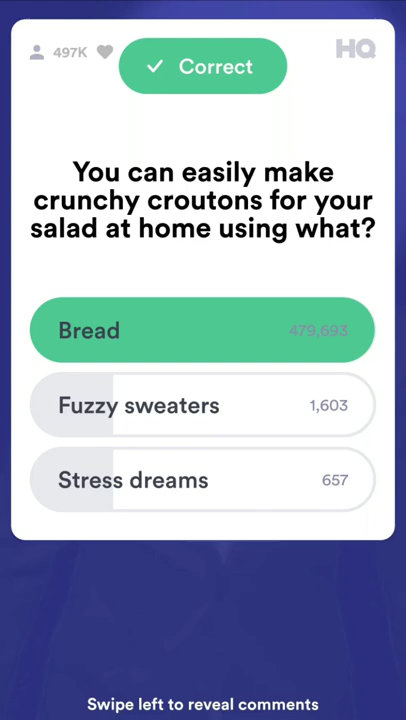 497K
Correct
HQ
You can easily make
crunchy croutons for your
salad at home using what?
Bread 479,693
Fuzzy sweaters 1,603
Stress dreams 657
Swipe left to reveal comments